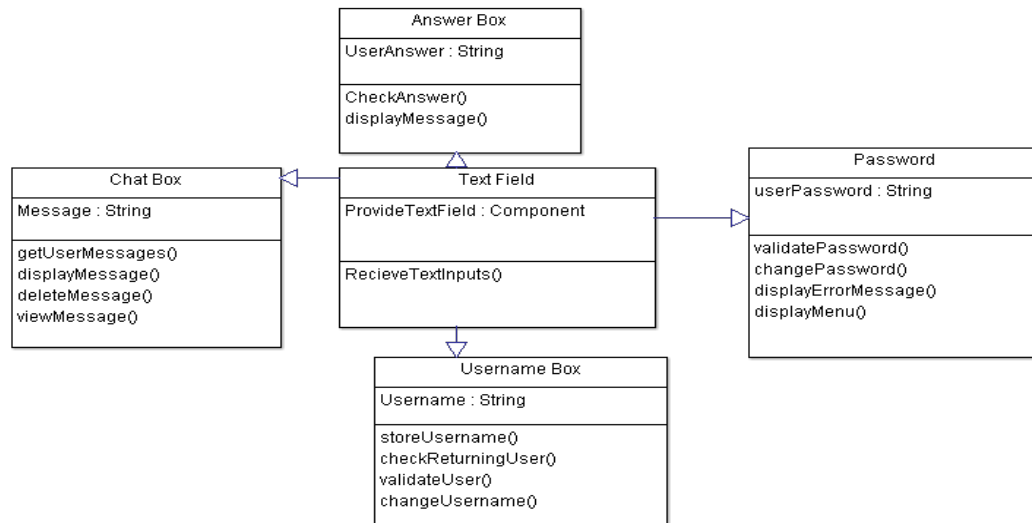 Answer Box
UserAnswer : String
CheckAnswer()
displayMessage()
Chat Box
Message : String
getUserMessages()
displayMessage()
deleteMessage()
viewMessage()
Text Field
ProvideTextField : Component
RecieveTextInputs()
Password
userPassword : String
validatePassword()
changePassword()
displayErrorMessage()
displayMenu()
Username Box
Username : String
storeUsername()
checkReturningUser()
validateUser()
changeUsername()